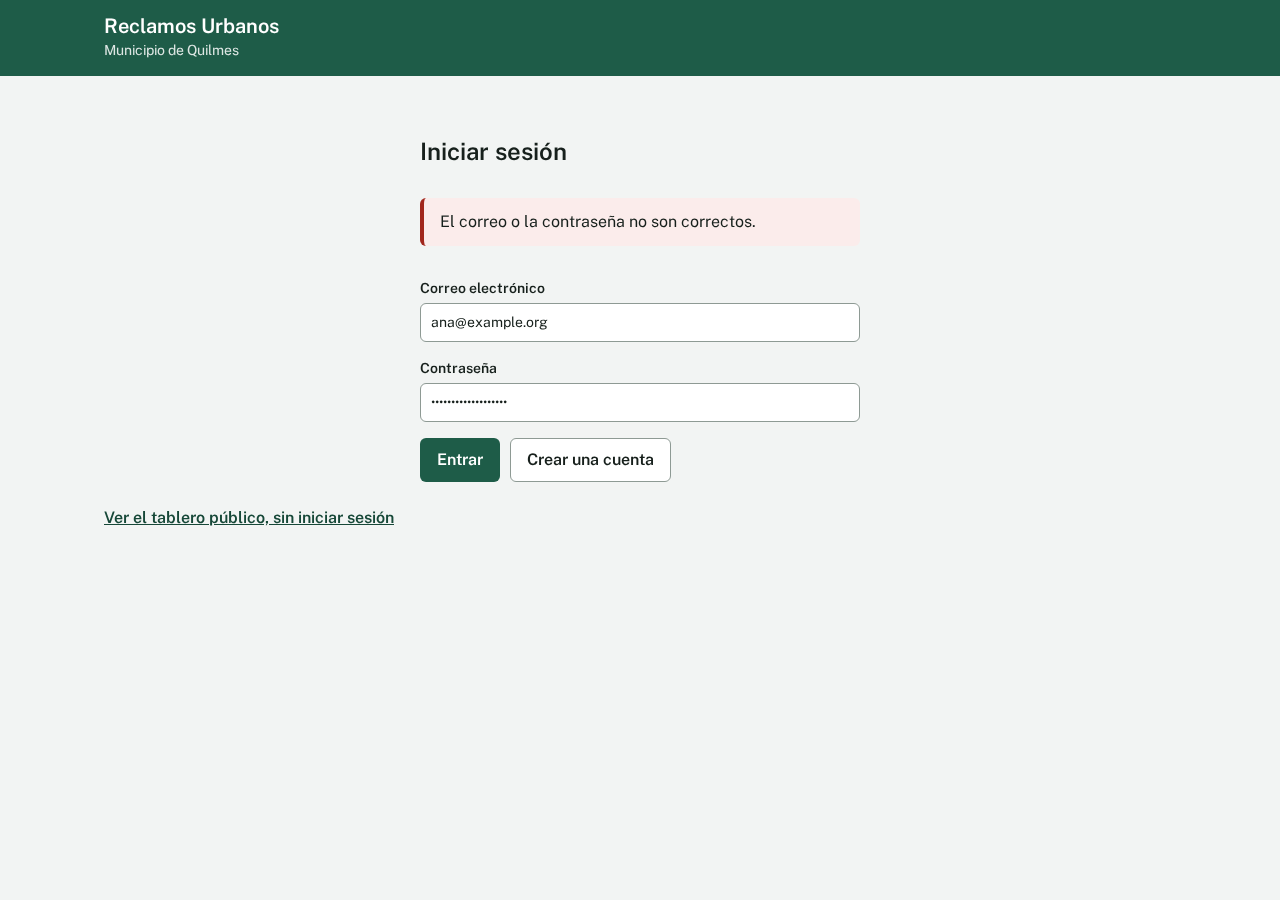 Reclamos Urbanos
Municipio de Quilmes
Iniciar sesión
El correo o la contraseña no son correctos.
Correo electrónico
ana@example.org
Contraseña
•••••••••••••••••••
Entrar
Crear una cuenta
Ver el tablero público, sin iniciar sesión